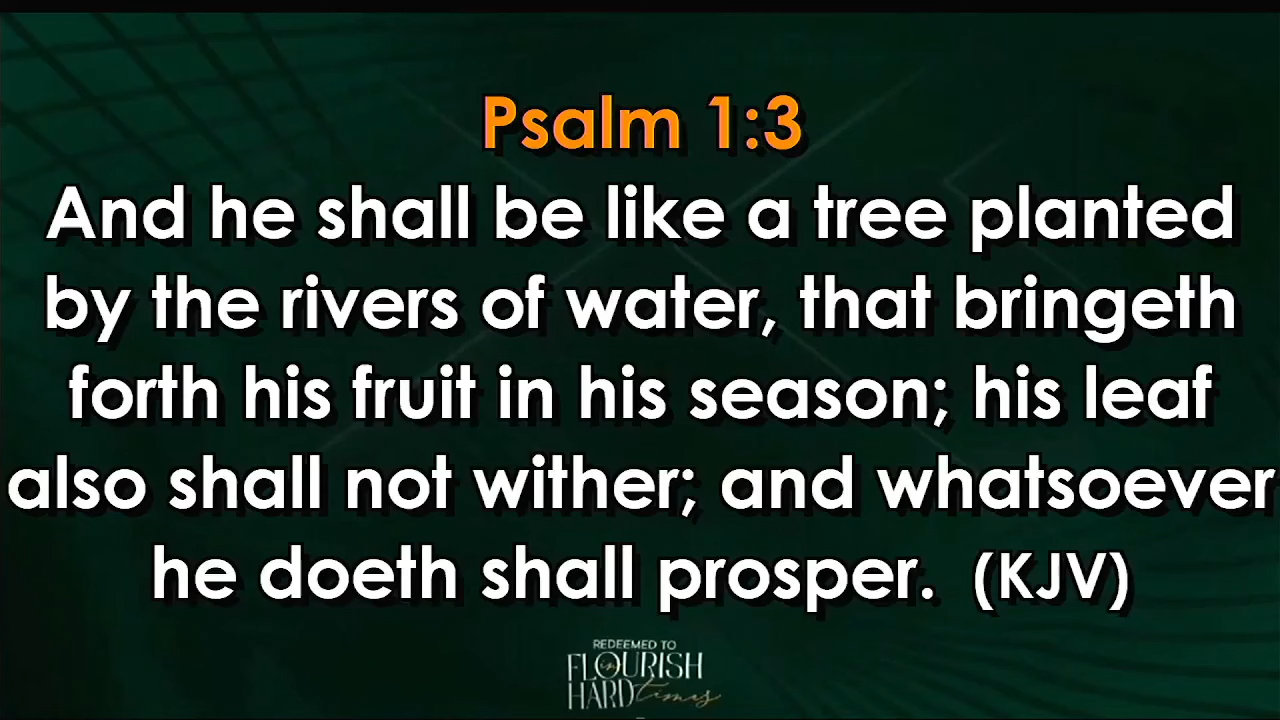 Psalm 1:3
And he shall be like a tree planted
by the rivers of water, that bringeth
forth his fruit in his season; his leaf
also shall not wither; and whatsoever
he doeth shall prosper. (KJV)
REDEEMED TO
FLOURISH
in
HARD times